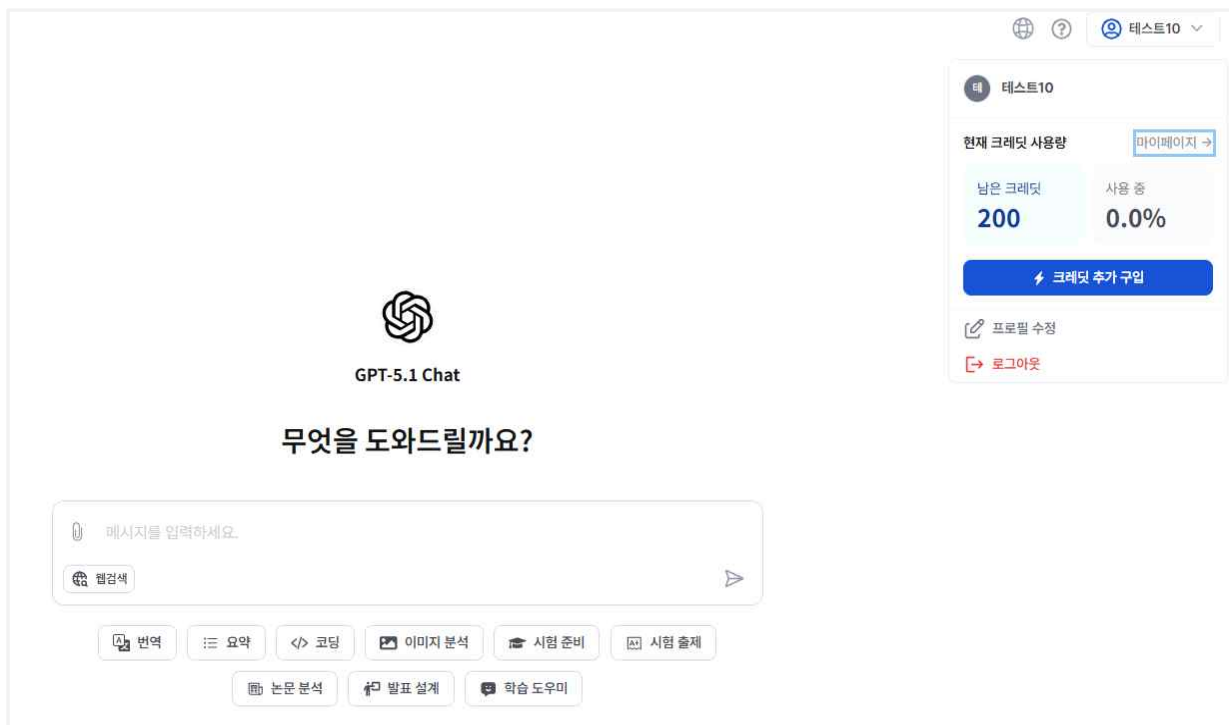 테스트10
테 테스트10
현재 크레딧 사용량 마이페이지 →
남은 크레딧 사용 중
200 0.0%
크레딧 추가 구입
프로필 수정
로그아웃
GPT-5.1 Chat
무엇을 도와드릴까요?
메시지를 입력하세요.
웹검색
번역 요약 </> 코딩 이미지 분석 시험 준비 A+ 시험 출제
논문 분석 발표 설계 학습 도우미